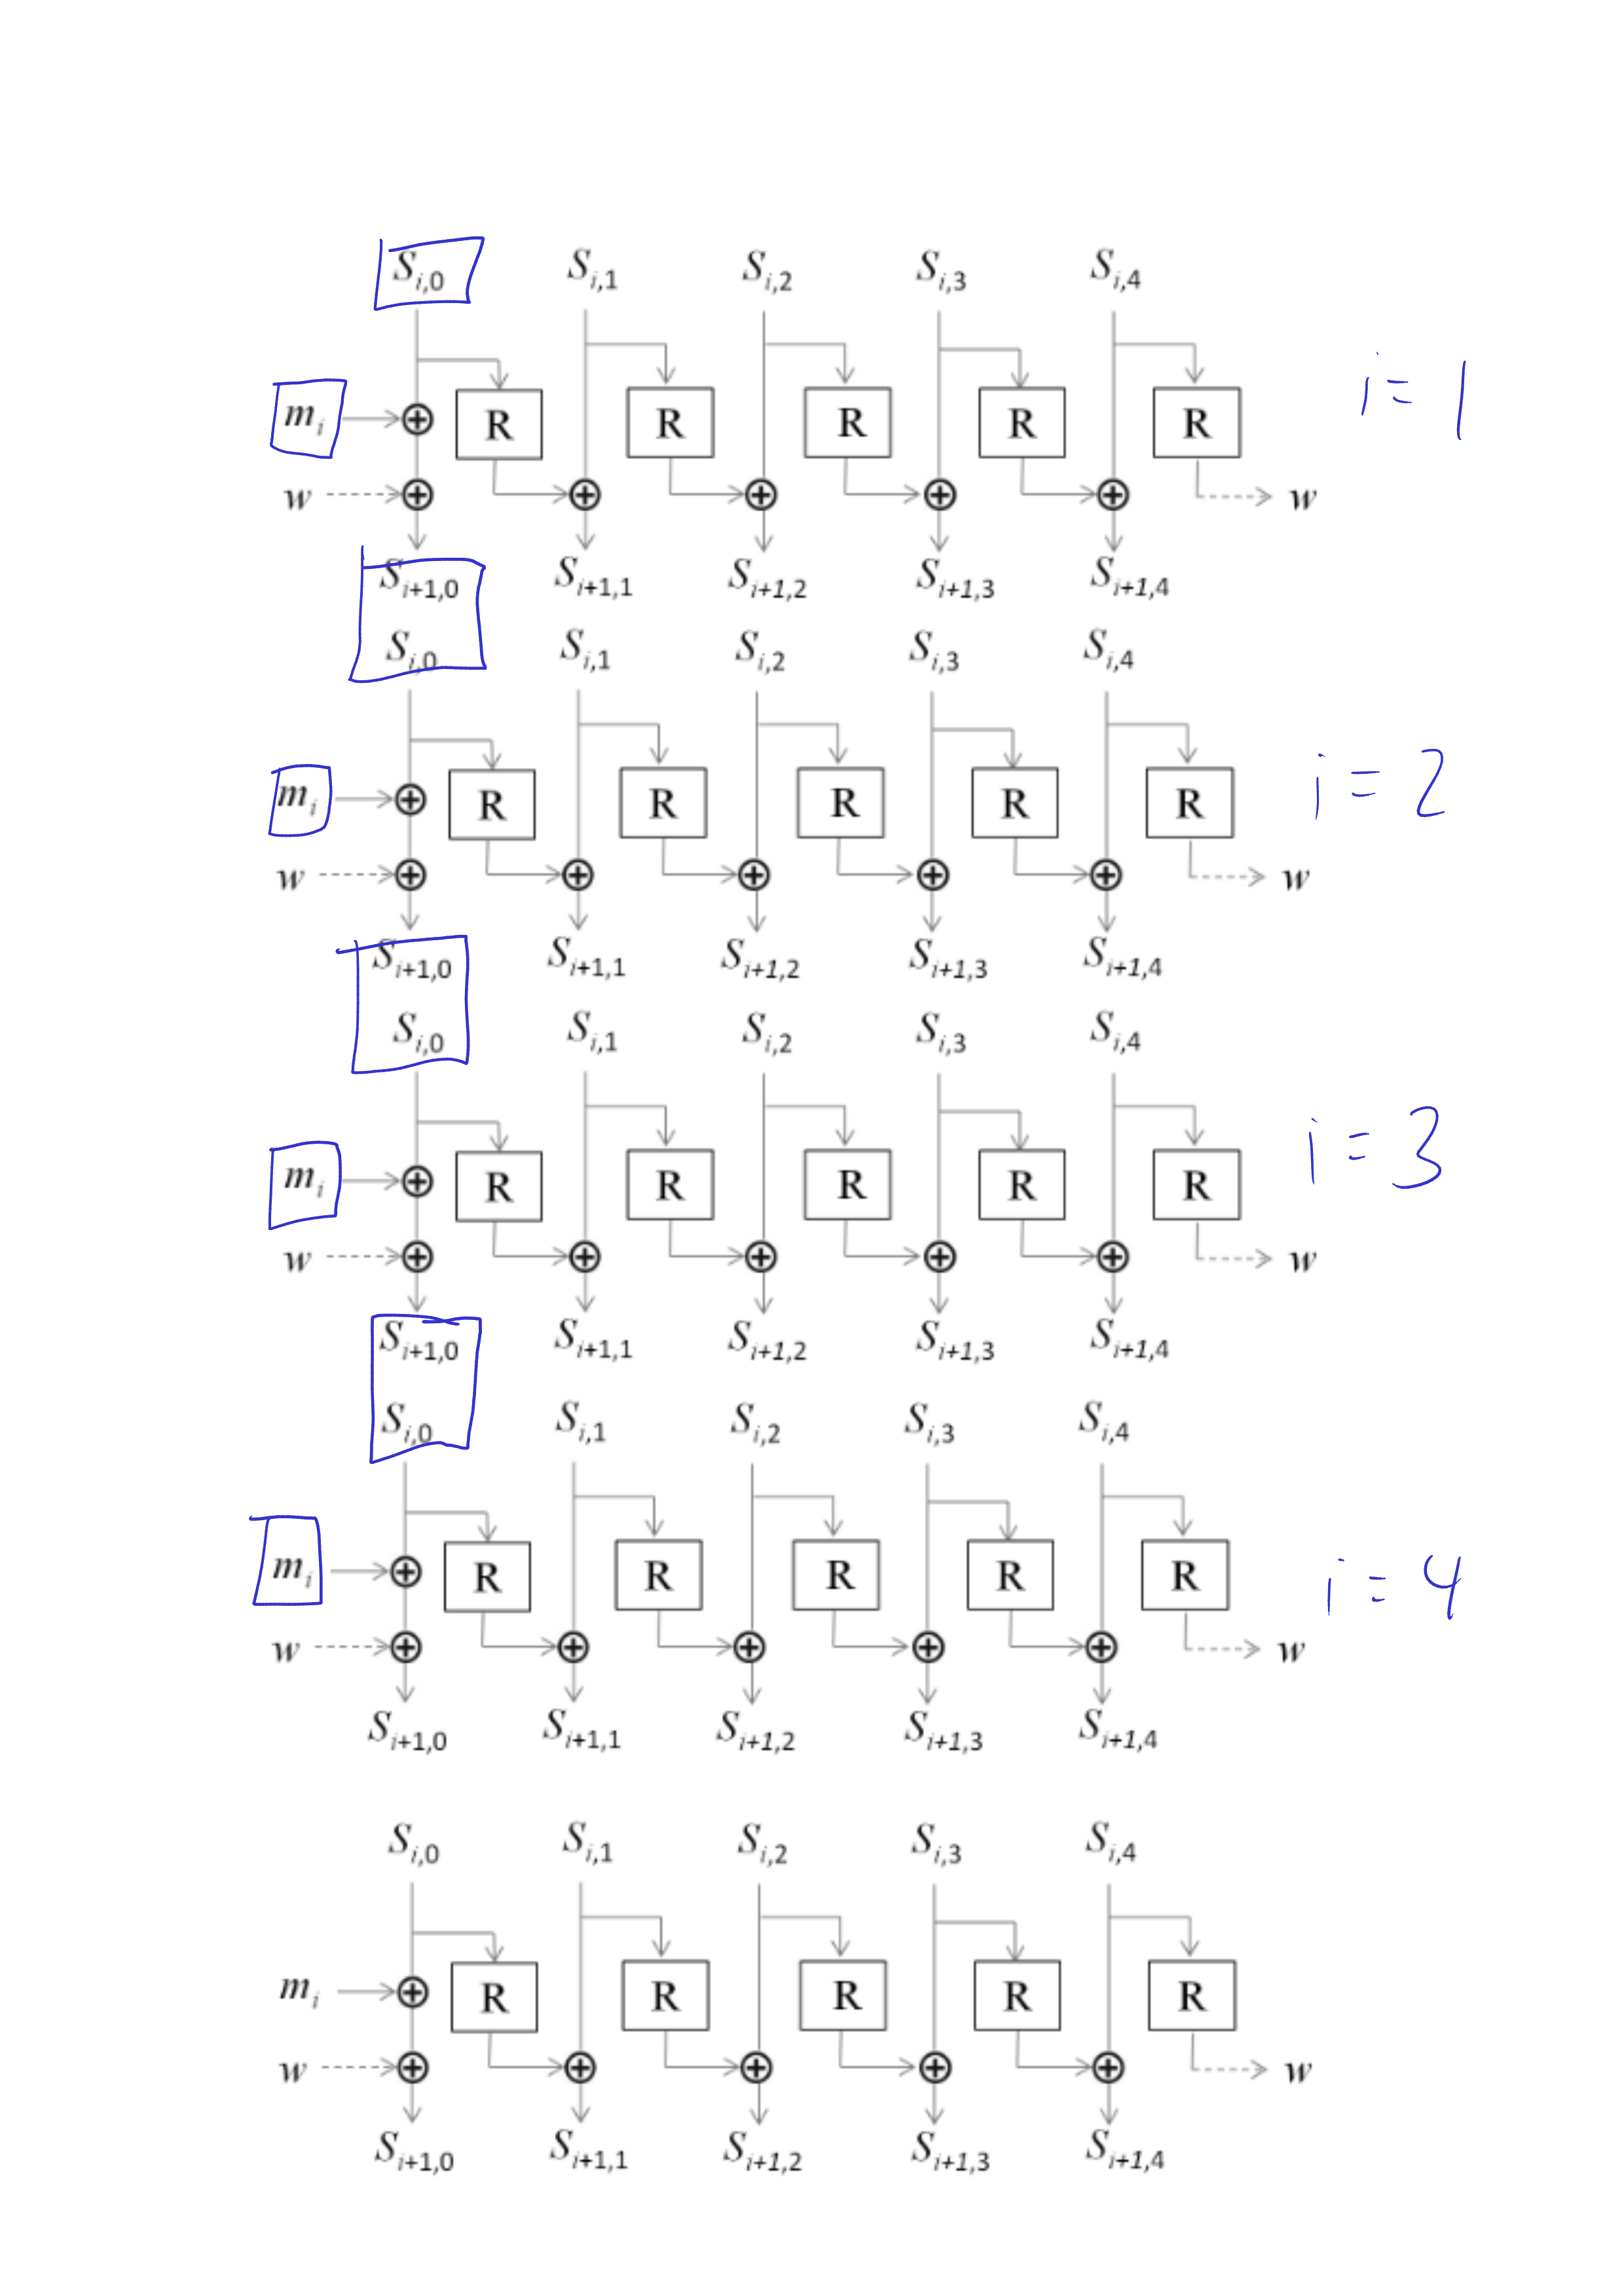 S_{i,0} S_{i,1} S_{i,2} S_{i,3} S_{i,4}
m_i R R R R R i = 1
w w
S_{i+1,0} S_{i+1,1} S_{i+1,2} S_{i+1,3} S_{i+1,4}
S_{i,0} S_{i,1} S_{i,2} S_{i,3} S_{i,4}
m_i R R R R R i = 2
w w
S_{i+1,0} S_{i+1,1} S_{i+1,2} S_{i+1,3} S_{i+1,4}
S_{i,0} S_{i,1} S_{i,2} S_{i,3} S_{i,4}
m_i R R R R R i = 3
w w
S_{i+1,0} S_{i+1,1} S_{i+1,2} S_{i+1,3} S_{i+1,4}
S_{i,0} S_{i,1} S_{i,2} S_{i,3} S_{i,4}
m_i R R R R R i = 4
w w
S_{i+1,0} S_{i+1,1} S_{i+1,2} S_{i+1,3} S_{i+1,4}
S_{i,0} S_{i,1} S_{i,2} S_{i,3} S_{i,4}
m_i R R R R R
w w
S_{i+1,0} S_{i+1,1} S_{i+1,2} S_{i+1,3} S_{i+1,4}